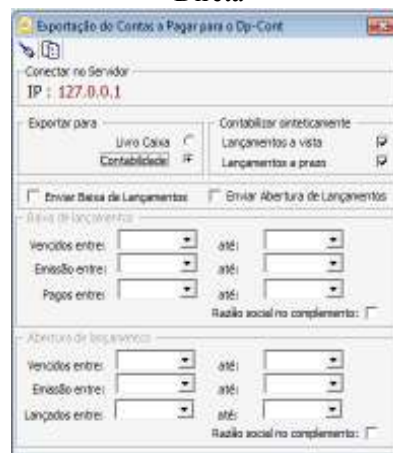 Direta
Exportação do Contas a Pagar para o Dp-Cont
Conectar no Servidor
IP : 127.0.0.1
Exportar para
Livro Caixa
Contabilidade
Contabilizar sinteticamente
Lançamentos a vista
Lançamentos a prazo
Enviar Baixa de Lançamentos Enviar Abertura de Lançamentos
Baixa de lançamentos
Vencidos entre: até:
Emissão entre: até:
Pagos entre: até:
Razão social no complemento:
Abertura de lançamentos
Vencidos entre: até:
Emissão entre: até:
Lançados entre: até:
Razão social no complemento: